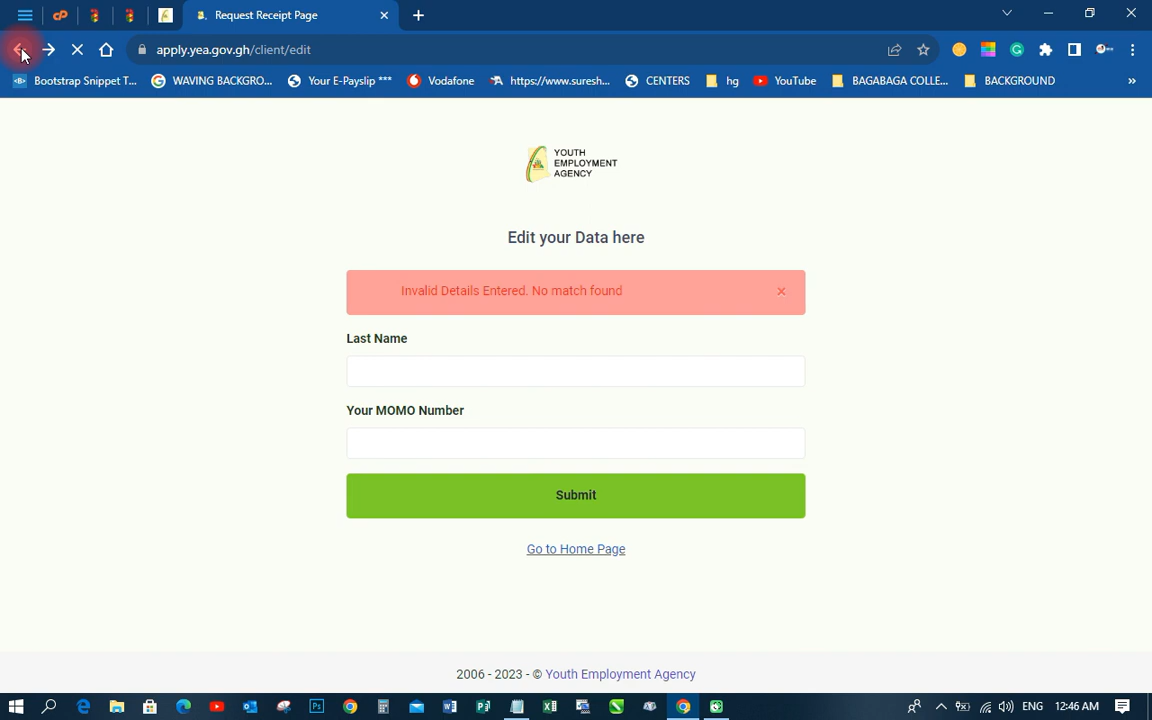 Request Receipt Page
apply.yea.gov.gh/client/edit
Bootstrap Snippet T... WAVING BACKGRO... Your E-Payslip *** Vodafone https://www.suresh... CENTERS hg YouTube BAGABAGA COLLE... BACKGROUND »
YOUTH
EMPLOYMENT
AGENCY
Edit your Data here
Invalid Details Entered. No match found
Last Name
Your MOMO Number
Submit
Go to Home Page
2006 - 2023 - © Youth Employment Agency
ENG 12:46 AM